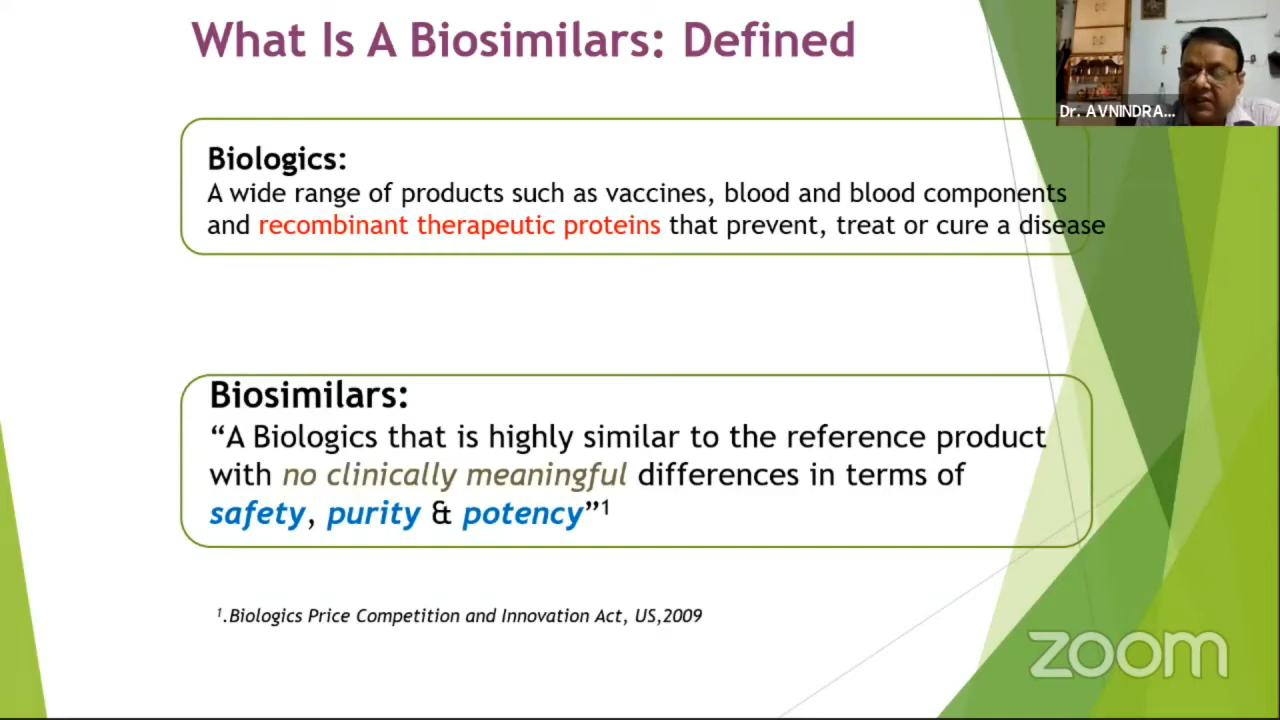 What Is A Biosimilars: Defined
Dr. AVNINDRA...
Biologics:
A wide range of products such as vaccines, blood and blood components
and recombinant therapeutic proteins that prevent, treat or cure a disease
Biosimilars:
“A Biologics that is highly similar to the reference product
with no clinically meaningful differences in terms of
safety, purity & potency”¹
¹.Biologics Price Competition and Innovation Act, US,2009
zoom